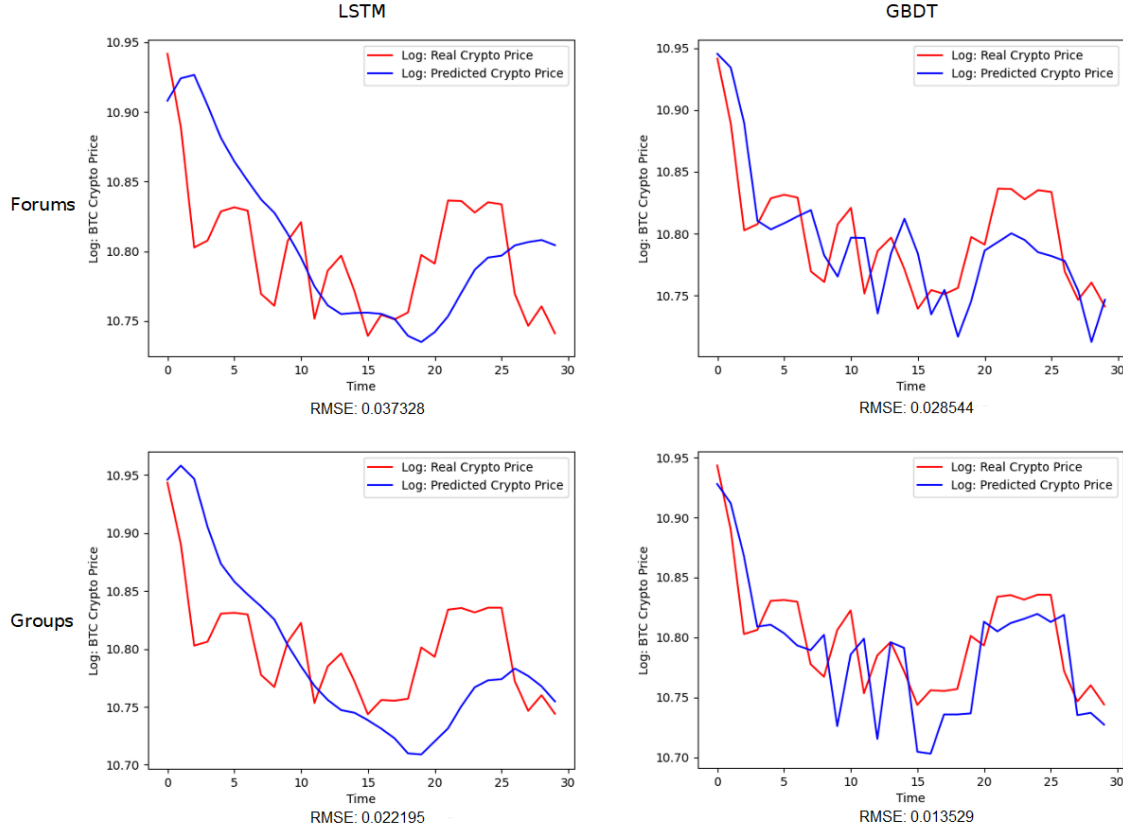 LSTM
GBDT
Forums
Log: BTC Crypto Price
10.95
10.90
10.85
10.80
10.75
Log: Real Crypto Price
Log: Predicted Crypto Price
0 5 10 15 20 25 30
Time
RMSE: 0.037328
Log: BTC Crypto Price
10.95
10.90
10.85
10.80
10.75
Log: Real Crypto Price
Log: Predicted Crypto Price
0 5 10 15 20 25 30
Time
RMSE: 0.028544
Groups
Log: BTC Crypto Price
10.95
10.90
10.85
10.80
10.75
10.70
Log: Real Crypto Price
Log: Predicted Crypto Price
0 5 10 15 20 25 30
Time
RMSE: 0.022195
Log: BTC Crypto Price
10.95
10.90
10.85
10.80
10.75
10.70
Log: Real Crypto Price
Log: Predicted Crypto Price
0 5 10 15 20 25 30
Time
RMSE: 0.013529